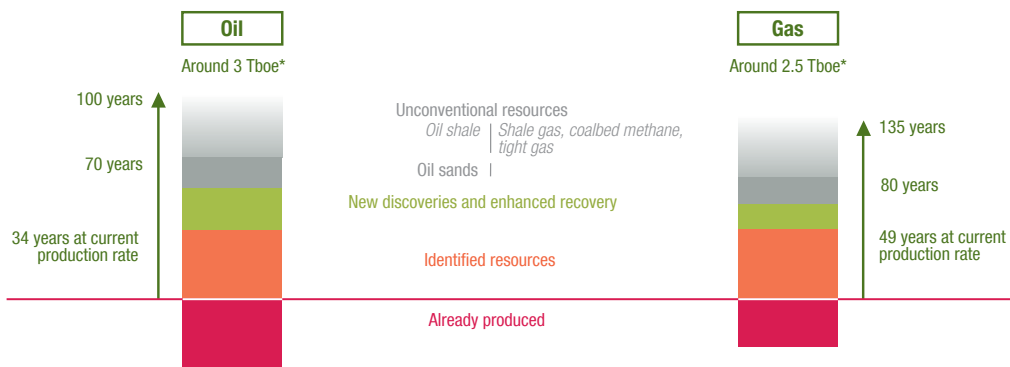 Oil
Around 3 Tboe*
Gas
Around 2.5 Tboe*
100 years
70 years
34 years at current
production rate
Unconventional resources
Oil shale | Shale gas, coalbed methane,
tight gas
Oil sands |
New discoveries and enhanced recovery
Identified resources
Already produced
135 years
80 years
49 years at current
production rate